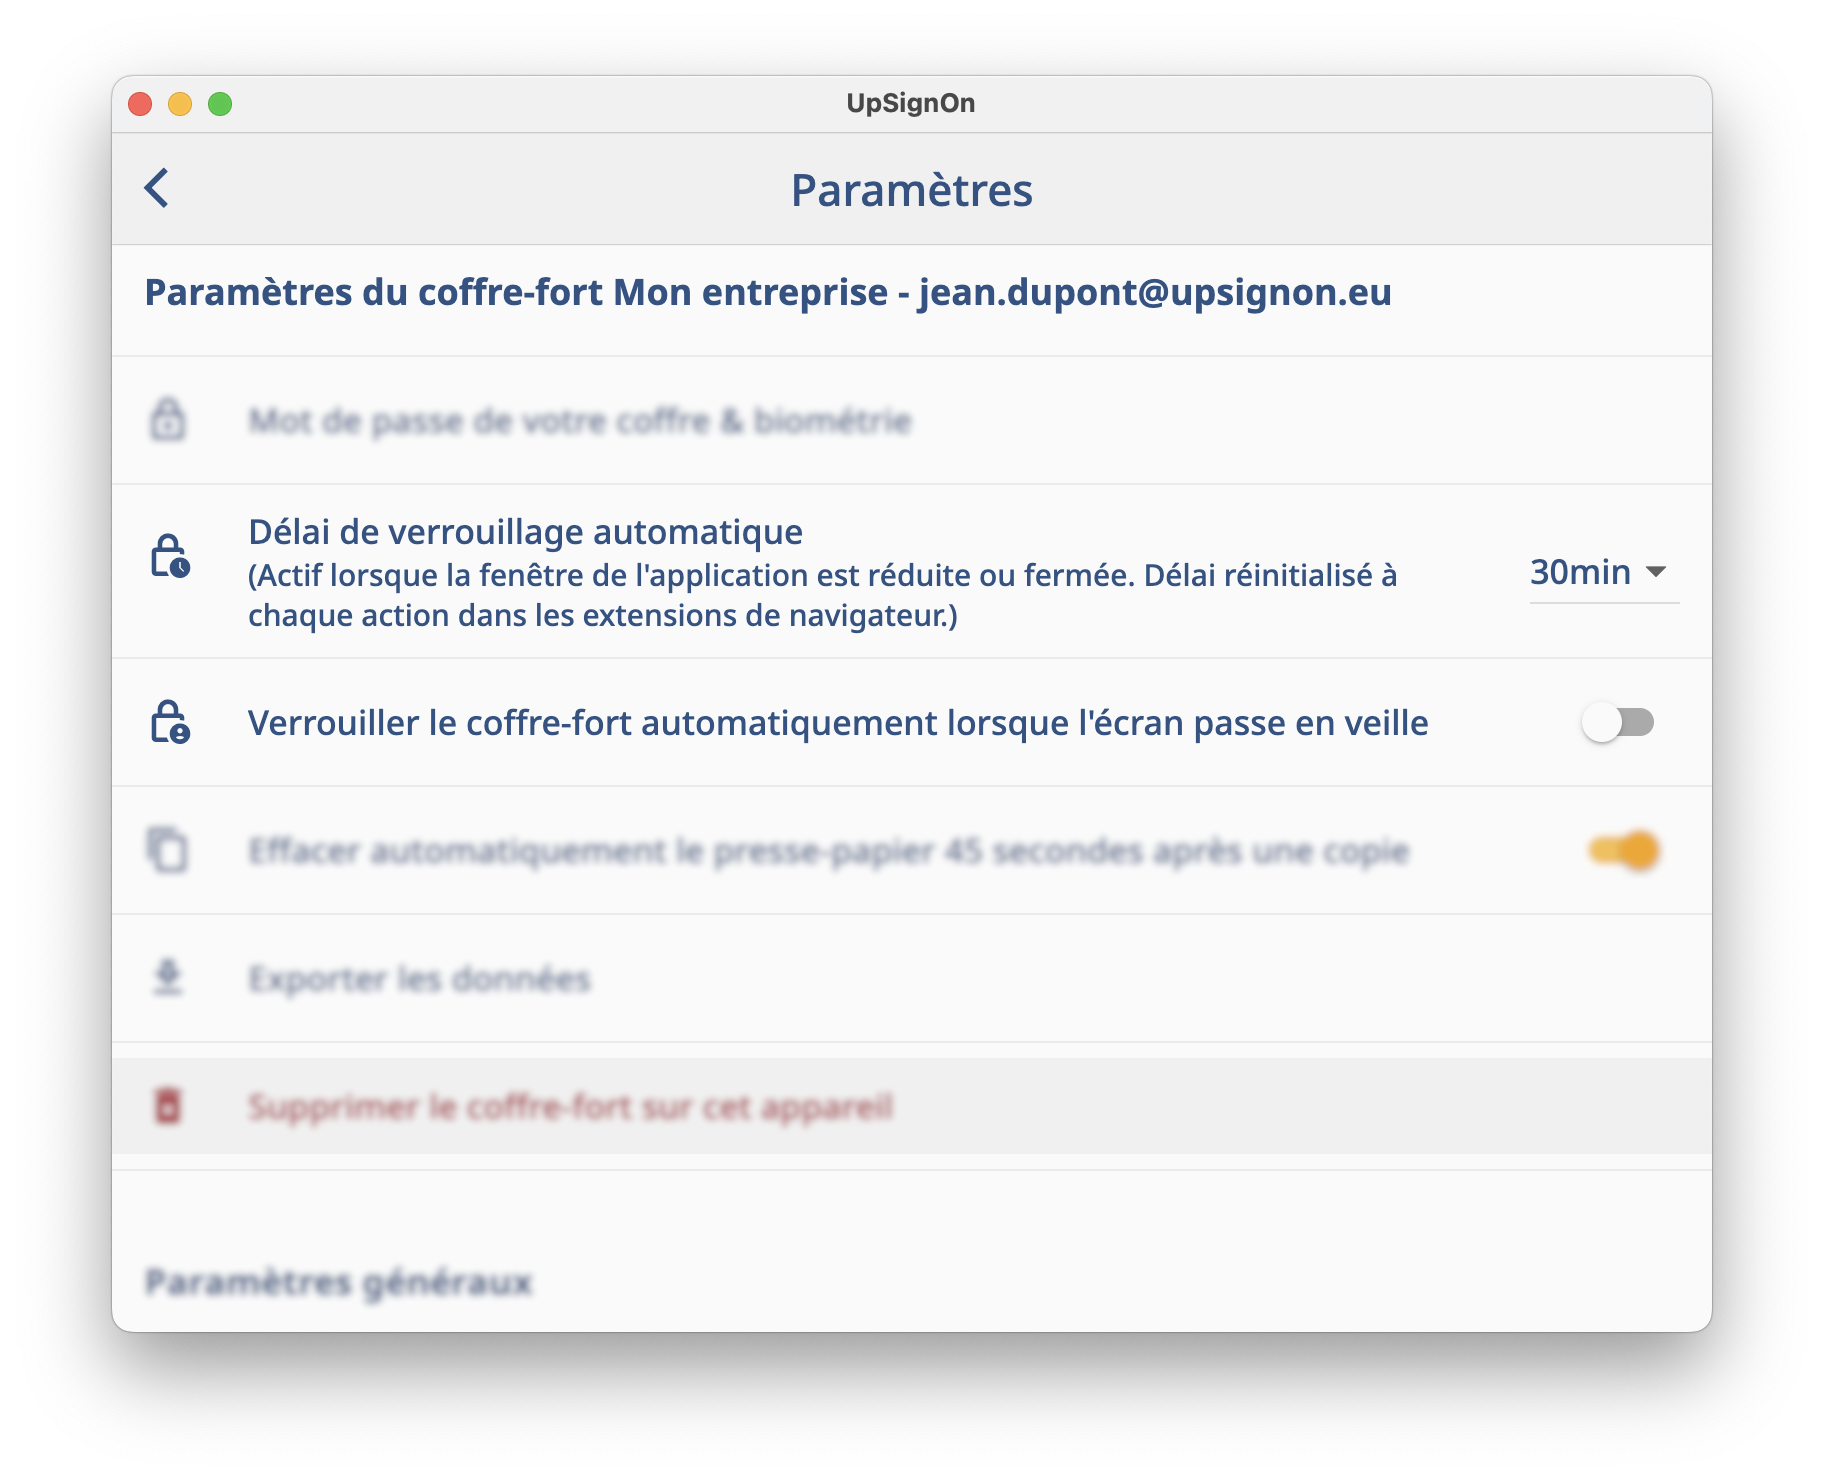 UpSignOn
Paramètres
Paramètres du coffre-fort Mon entreprise - jean.dupont@upsignon.eu
Mot de passe de votre coffre & biométrie
Délai de verrouillage automatique
(Actif lorsque la fenêtre de l'application est réduite ou fermée. Délai réinitialisé à
chaque action dans les extensions de navigateur.)
30min
Verrouiller le coffre-fort automatiquement lorsque l'écran passe en veille
Effacer automatiquement le presse-papier 45 secondes après une copie
Exporter les données
Supprimer le coffre-fort sur cet appareil
Paramètres généraux